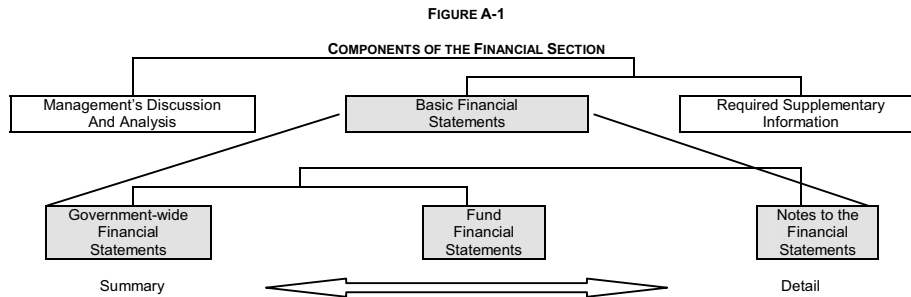 FIGURE A-1
COMPONENTS OF THE FINANCIAL SECTION
Management's Discussion
And Analysis
Basic Financial
Statements
Required Supplementary
Information
Government-wide
Financial
Statements
Fund
Financial
Statements
Notes to the
Financial
Statements
Summary
Detail